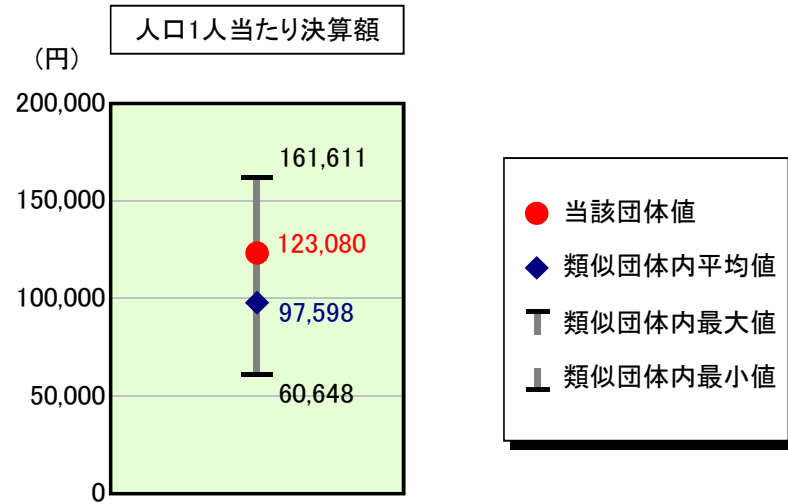 人口1人当たり決算額
(円)
200,000
150,000
100,000
50,000
0
161,611
123,080
97,598
60,648
当該団体値
類似団体内平均値
類似団体内最大値
類似団体内最小値